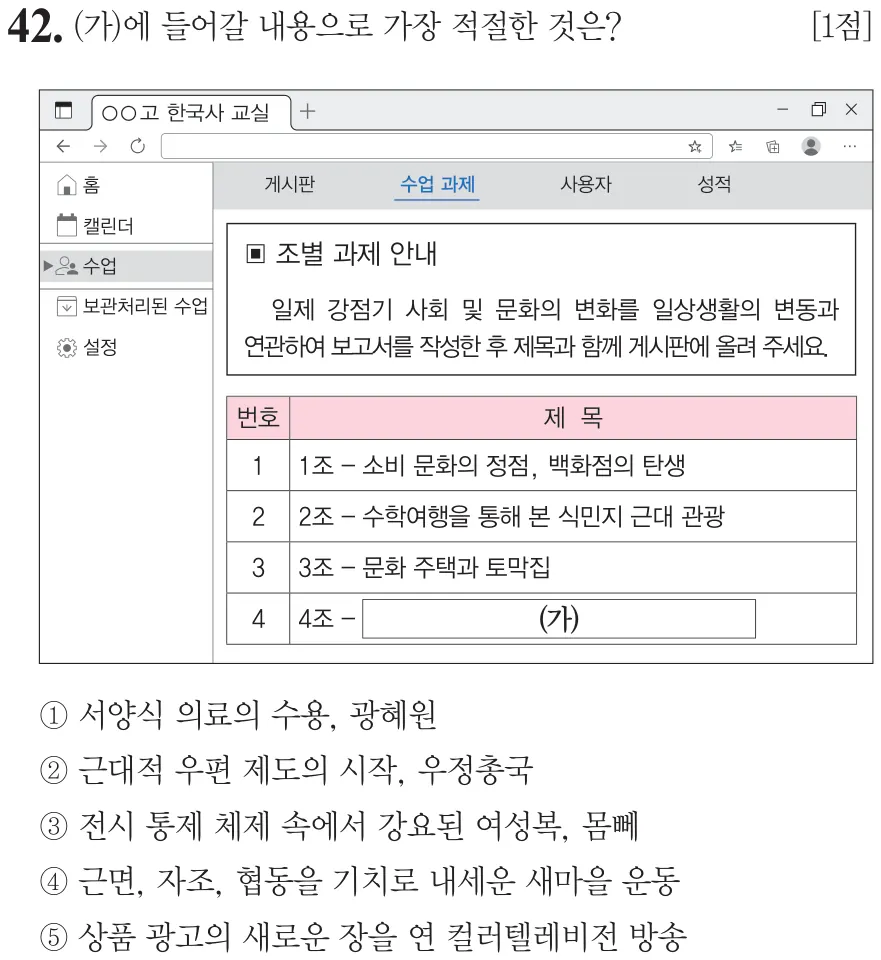 42. (가)에 들어갈 내용으로 가장 적절한 것은? [1점]
○○고 한국사 교실
홈
캘린더
수업
보관처리된 수업
설정
게시판 수업 과제 사용자 성적
▣ 조별 과제 안내
일제 강점기 사회 및 문화의 변화를 일상생활의 변동과
연관하여 보고서를 작성한 후 제목과 함께 게시판에 올려 주세요.
번호 제 목
1 1조 - 소비 문화의 정점, 백화점의 탄생
2 2조 - 수학여행을 통해 본 식민지 근대 관광
3 3조 - 문화 주택과 토막집
4 4조 - (가)
① 서양식 의료의 수용, 광혜원
② 근대적 우편 제도의 시작, 우정총국
③ 전시 통제 체제 속에서 강요된 여성복, 몸뻬
④ 근면, 자조, 협동을 기치로 내세운 새마을 운동
⑤ 상품 광고의 새로운 장을 연 컬러텔레비전 방송